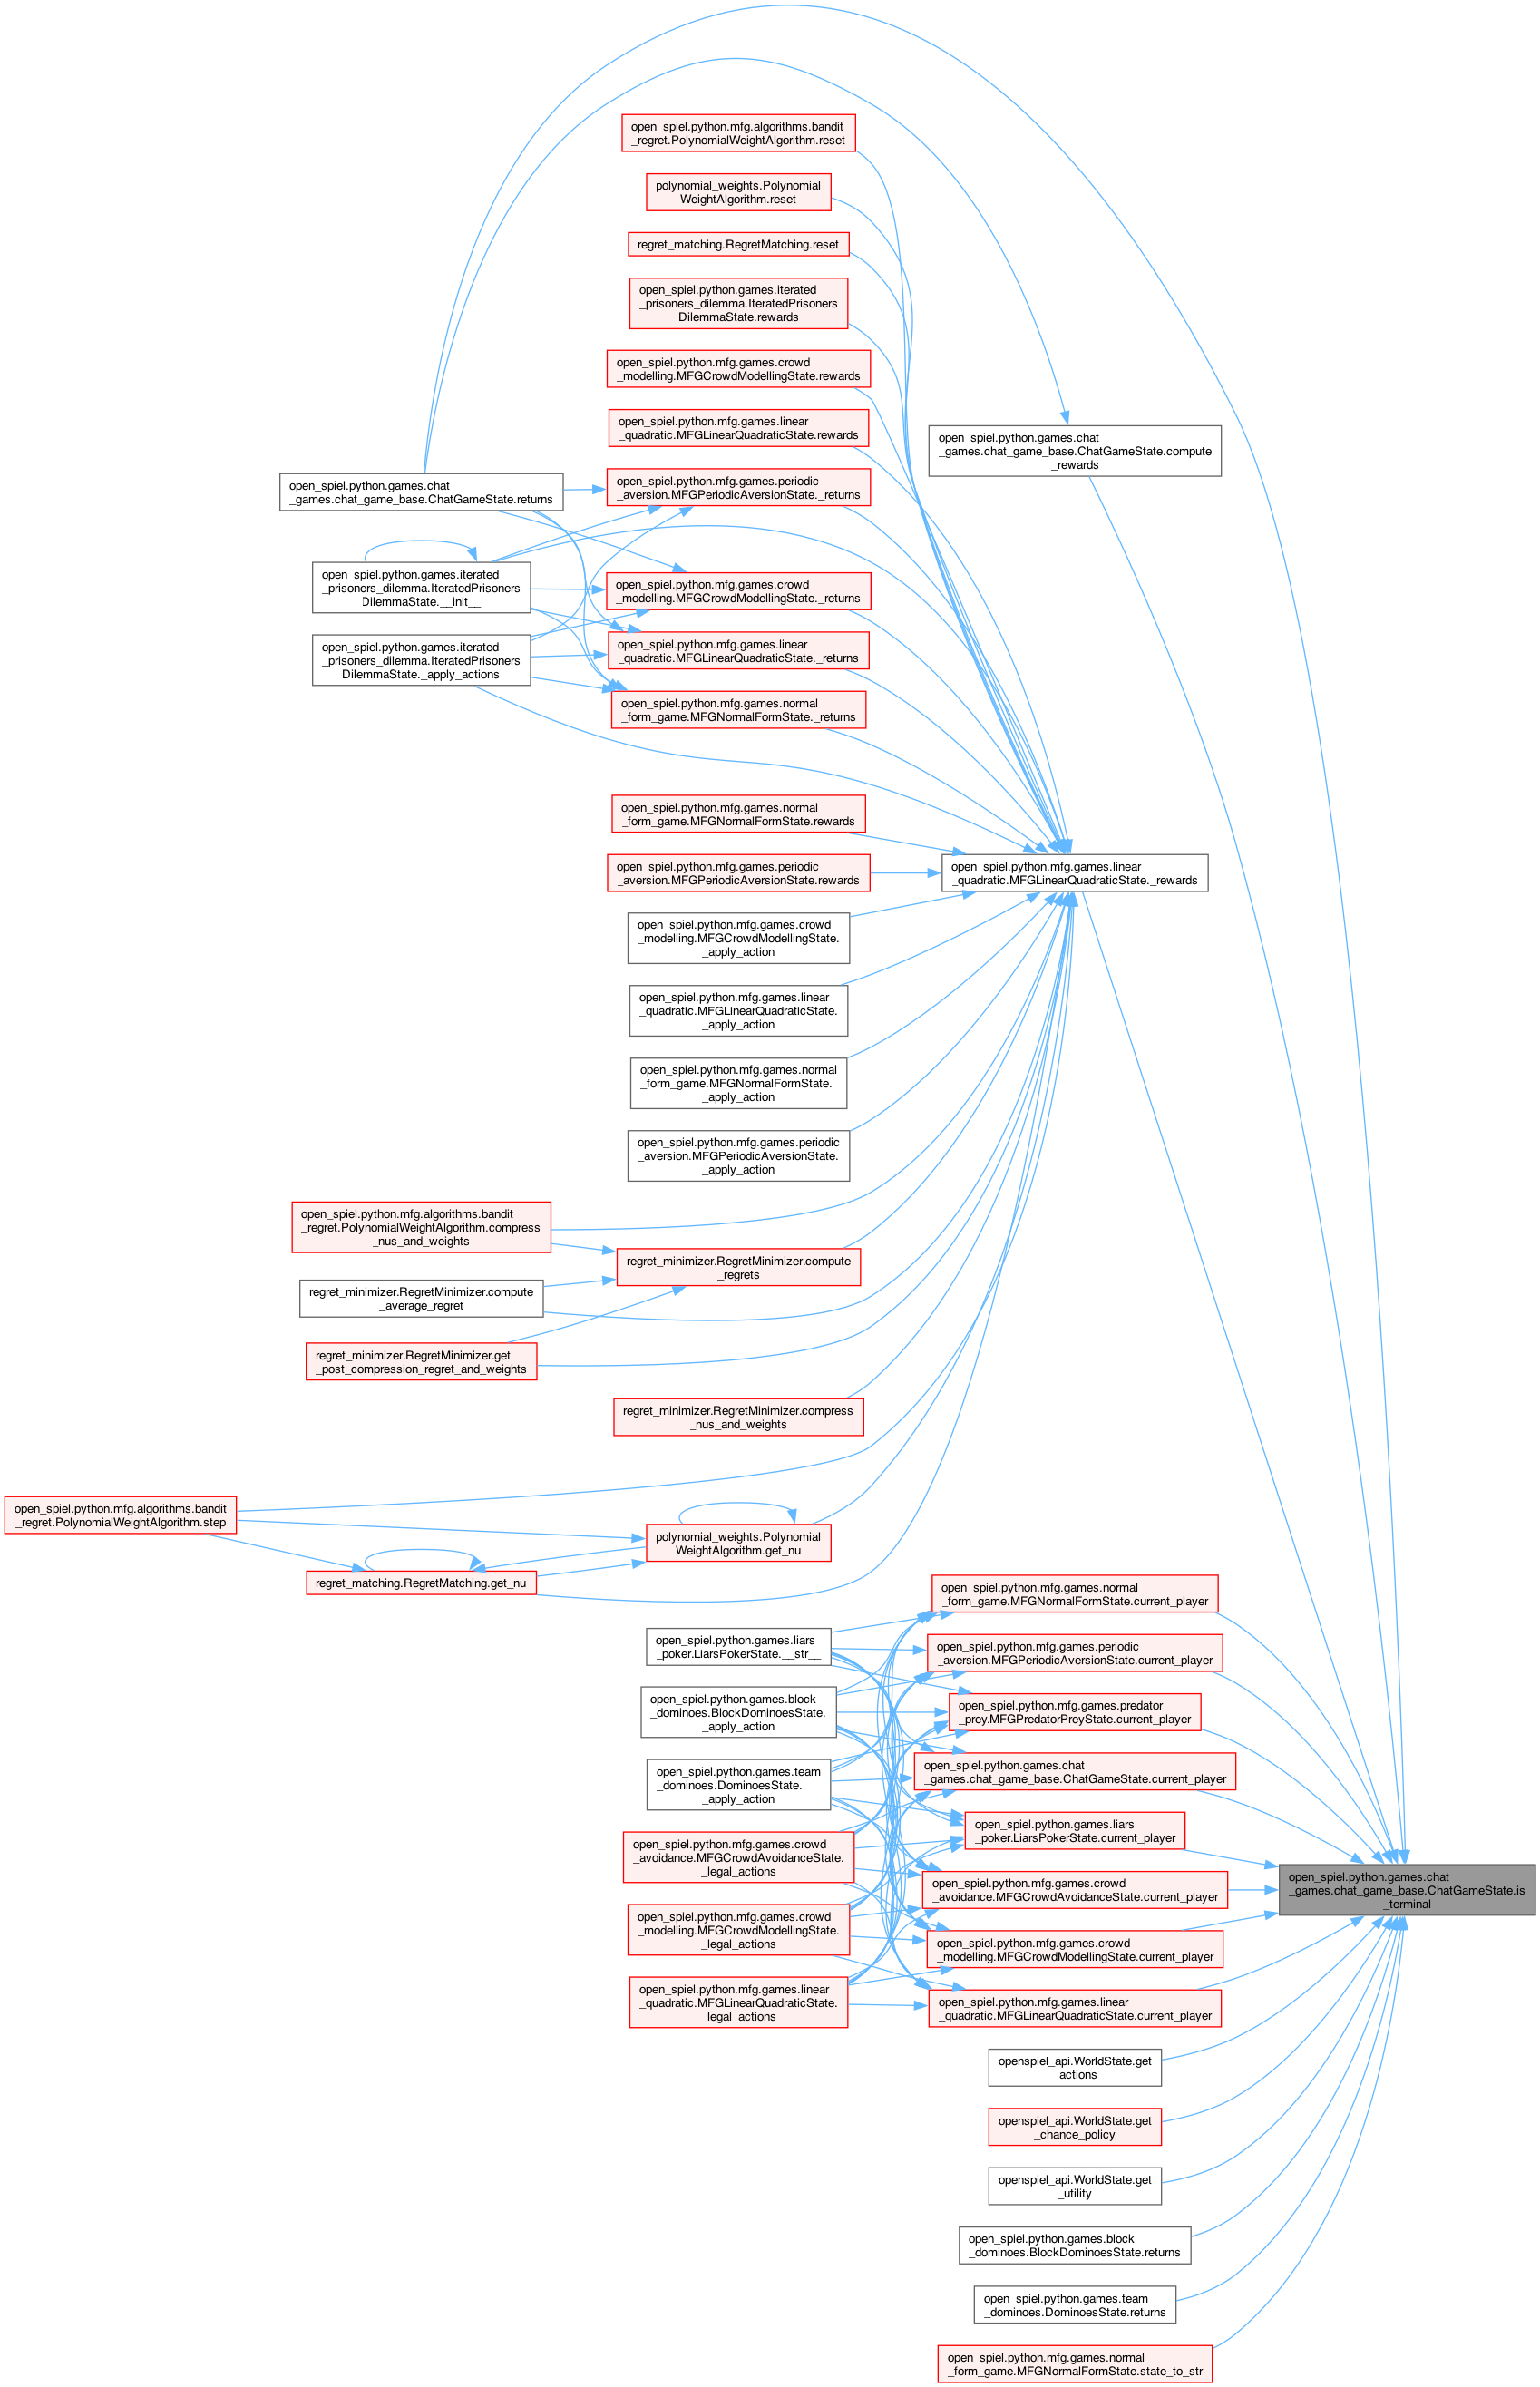 open_spiel.python.mfg.algorithms.bandit
_regret.PolynomialWeightAlgorithm.reset
polynomial_weights.Polynomial
WeightAlgorithm.reset
regret_matching.RegretMatching.reset
open_spiel.python.games.iterated
_prisoners_dilemma.IteratedPrisoners
DilemmaState.rewards
open_spiel.python.mfg.games.crowd
_modelling.MFGCrowdModellingState.rewards
open_spiel.python.mfg.games.linear
_quadratic.MFGLinearQuadraticState.rewards
open_spiel.python.games.chat
_games.chat_game_base.ChatGameState.compute
_rewards
open_spiel.python.games.chat
_games.chat_game_base.ChatGameState.returns
open_spiel.python.mfg.games.periodic
_aversion.MFGPeriodicAversionState._returns
open_spiel.python.games.iterated
_prisoners_dilemma.IteratedPrisoners
DilemmaState.__init__
open_spiel.python.mfg.games.crowd
_modelling.MFGCrowdModellingState._returns
open_spiel.python.games.iterated
_prisoners_dilemma.IteratedPrisoners
DilemmaState._apply_actions
open_spiel.python.mfg.games.linear
_quadratic.MFGLinearQuadraticState._returns
open_spiel.python.mfg.games.normal
_form_game.MFGNormalFormState._returns
open_spiel.python.mfg.games.normal
_form_game.MFGNormalFormState.rewards
open_spiel.python.mfg.games.periodic
_aversion.MFGPeriodicAversionState.rewards
open_spiel.python.mfg.games.linear
_quadratic.MFGLinearQuadraticState._rewards
open_spiel.python.mfg.games.crowd
_modelling.MFGCrowdModellingState.
_apply_action
open_spiel.python.mfg.games.linear
_quadratic.MFGLinearQuadraticState.
_apply_action
open_spiel.python.mfg.games.normal
_form_game.MFGNormalFormState.
_apply_action
open_spiel.python.mfg.games.periodic
_aversion.MFGPeriodicAversionState.
_apply_action
open_spiel.python.mfg.algorithms.bandit
_regret.PolynomialWeightAlgorithm.compress
_nus_and_weights
regret_minimizer.RegretMinimizer.compute
_regrets
regret_minimizer.RegretMinimizer.compute
_average_regret
regret_minimizer.RegretMinimizer.get
_post_compression_regret_and_weights
regret_minimizer.RegretMinimizer.compress
_nus_and_weights
open_spiel.python.mfg.algorithms.bandit
_regret.PolynomialWeightAlgorithm.step
polynomial_weights.Polynomial
WeightAlgorithm.get_nu
regret_matching.RegretMatching.get_nu
open_spiel.python.mfg.games.normal
_form_game.MFGNormalFormState.current_player
open_spiel.python.games.liars
_poker.LiarsPokerState.__str__
open_spiel.python.mfg.games.periodic
_aversion.MFGPeriodicAversionState.current_player
open_spiel.python.games.block
_dominoes.BlockDominoesState.
_apply_action
open_spiel.python.mfg.games.predator
_prey.MFGPredatorPreyState.current_player
open_spiel.python.games.team
_dominoes.DominoesState.
_apply_action
open_spiel.python.games.chat
_games.chat_game_base.ChatGameState.current_player
open_spiel.python.mfg.games.crowd
_avoidance.MFGCrowdAvoidanceState.
_legal_actions
open_spiel.python.games.liars
_poker.LiarsPokerState.current_player
open_spiel.python.games.chat
_games.chat_game_base.ChatGameState.is
_terminal
open_spiel.python.mfg.games.crowd
_avoidance.MFGCrowdAvoidanceState.current_player
open_spiel.python.mfg.games.crowd
_modelling.MFGCrowdModellingState.
_legal_actions
open_spiel.python.mfg.games.crowd
_modelling.MFGCrowdModellingState.current_player
open_spiel.python.mfg.games.linear
_quadratic.MFGLinearQuadraticState.
_legal_actions
open_spiel.python.mfg.games.linear
_quadratic.MFGLinearQuadraticState.current_player
openspiel_api.WorldState.get
_actions
openspiel_api.WorldState.get
_chance_policy
openspiel_api.WorldState.get
_utility
open_spiel.python.games.block
_dominoes.BlockDominoesState.returns
open_spiel.python.games.team
_dominoes.DominoesState.returns
open_spiel.python.mfg.games.normal
_form_game.MFGNormalFormState.state_to_str